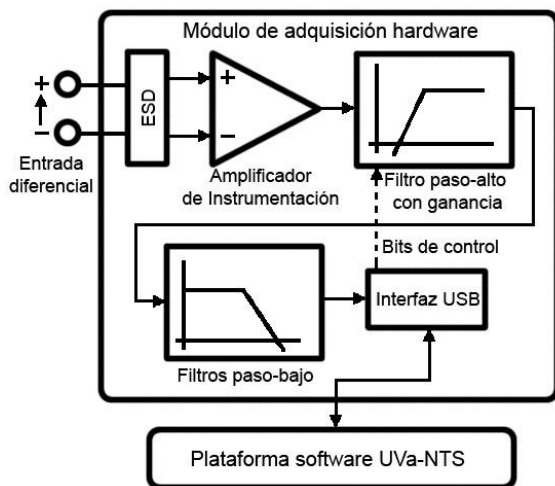 Módulo de adquisición hardware
+
−
Entrada
diferencial
ESD
+
−
Amplificador
de Instrumentación
Filtro paso-alto
con ganancia
Bits de control
Filtros paso-bajo
Interfaz USB
Plataforma software UVa-NTS